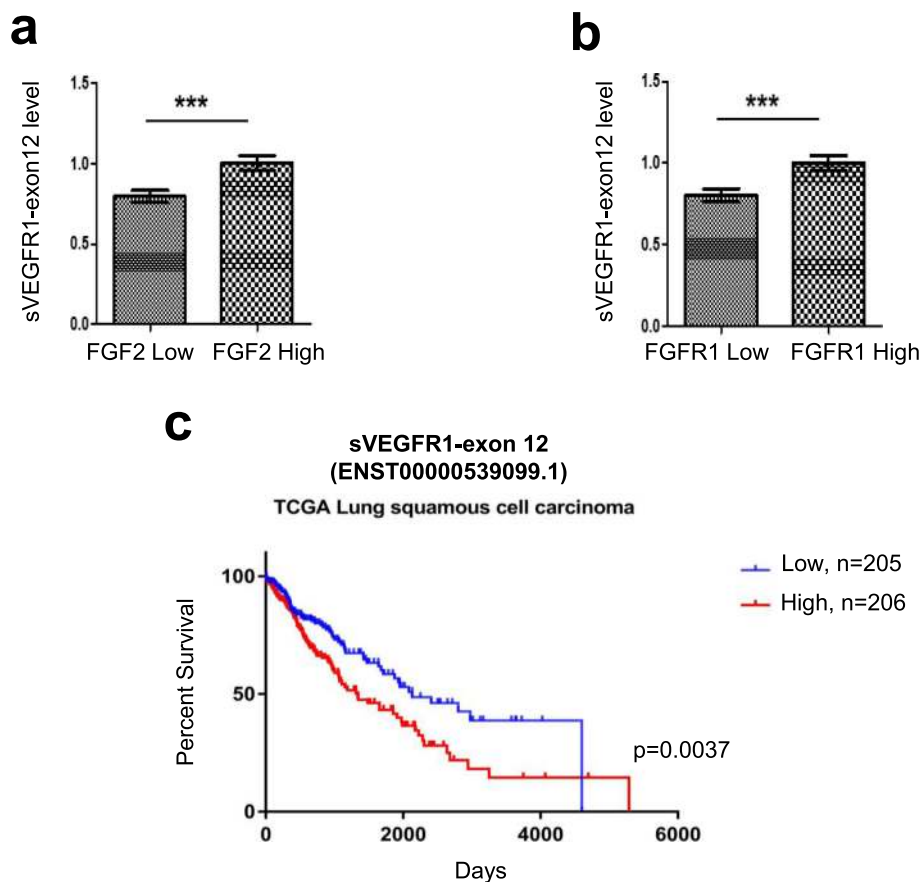 a
sVEGFR1-exon12 level
1.5
1.0
0.5
0.0
***
FGF2 Low
FGF2 High
b
sVEGFR1-exon12 level
1.5
1.0
0.5
0.0
***
FGFR1 Low
FGFR1 High
c
sVEGFR1-exon 12
(ENST00000539099.1)
TCGA Lung squamous cell carcinoma
Percent Survival
100
50
0
0
2000
4000
6000
Days
Low, n=205
High, n=206
p=0.0037